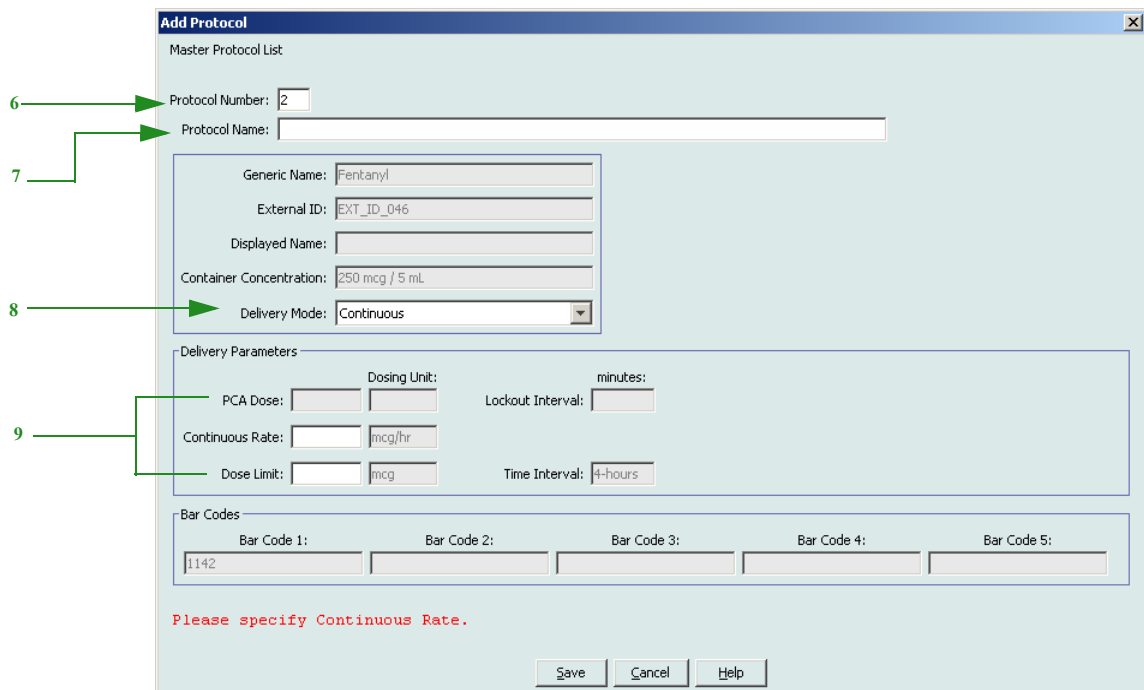 Add Protocol
Master Protocol List
6
Protocol Number: 2
7
Protocol Name:
Generic Name: Fentanyl
External ID: EXT_ID_046
Displayed Name:
Container Concentration: 250 mcg / 5 mL
8
Delivery Mode: Continuous
Delivery Parameters
Dosing Unit: minutes:
PCA Dose: Lockout Interval:
9
Continuous Rate: mcg/hr
Dose Limit: mcg Time Interval: 4-hours
Bar Codes
Bar Code 1: Bar Code 2: Bar Code 3: Bar Code 4: Bar Code 5:
1142
Please specify Continuous Rate.
Save Cancel Help